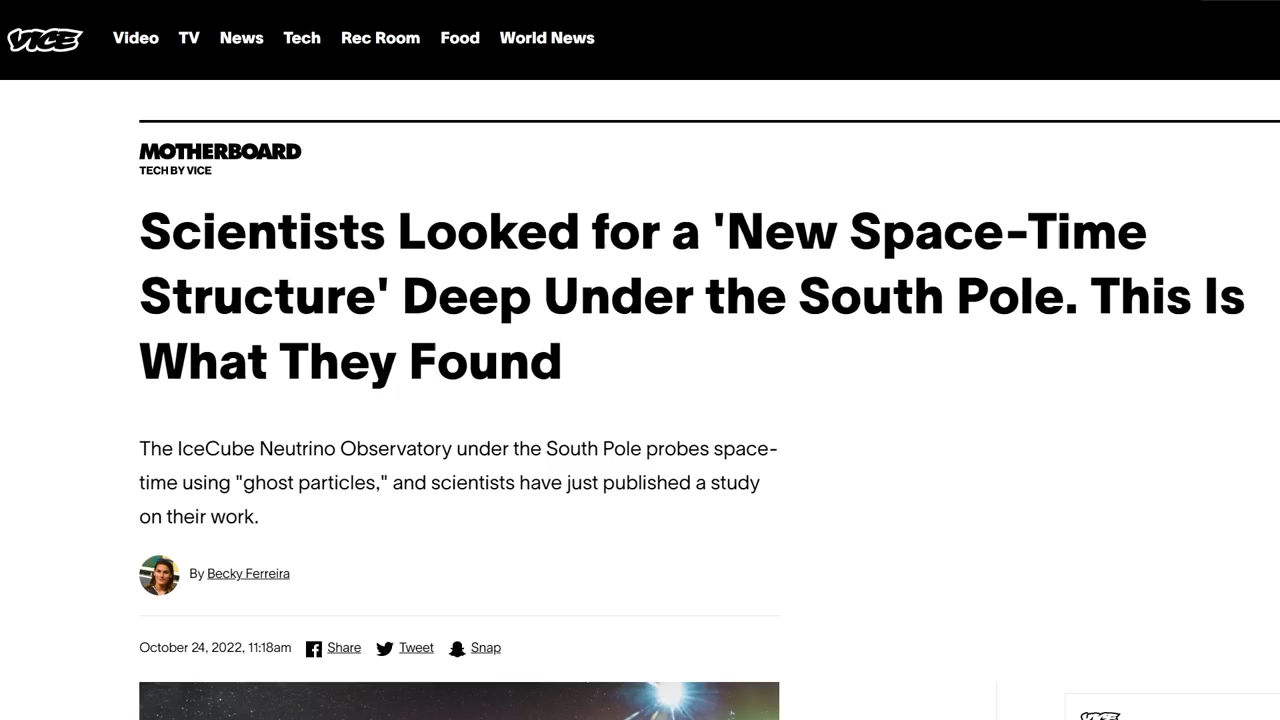 VICE
Video TV News Tech Rec Room Food World News
MOTHERBOARD
TECH BY VICE
Scientists Looked for a 'New Space-Time
Structure' Deep Under the South Pole. This Is
What They Found
The IceCube Neutrino Observatory under the South Pole probes space-
time using "ghost particles," and scientists have just published a study
on their work.
By Becky Ferreira
October 24, 2022, 11:18am Share Tweet Snap
VICE